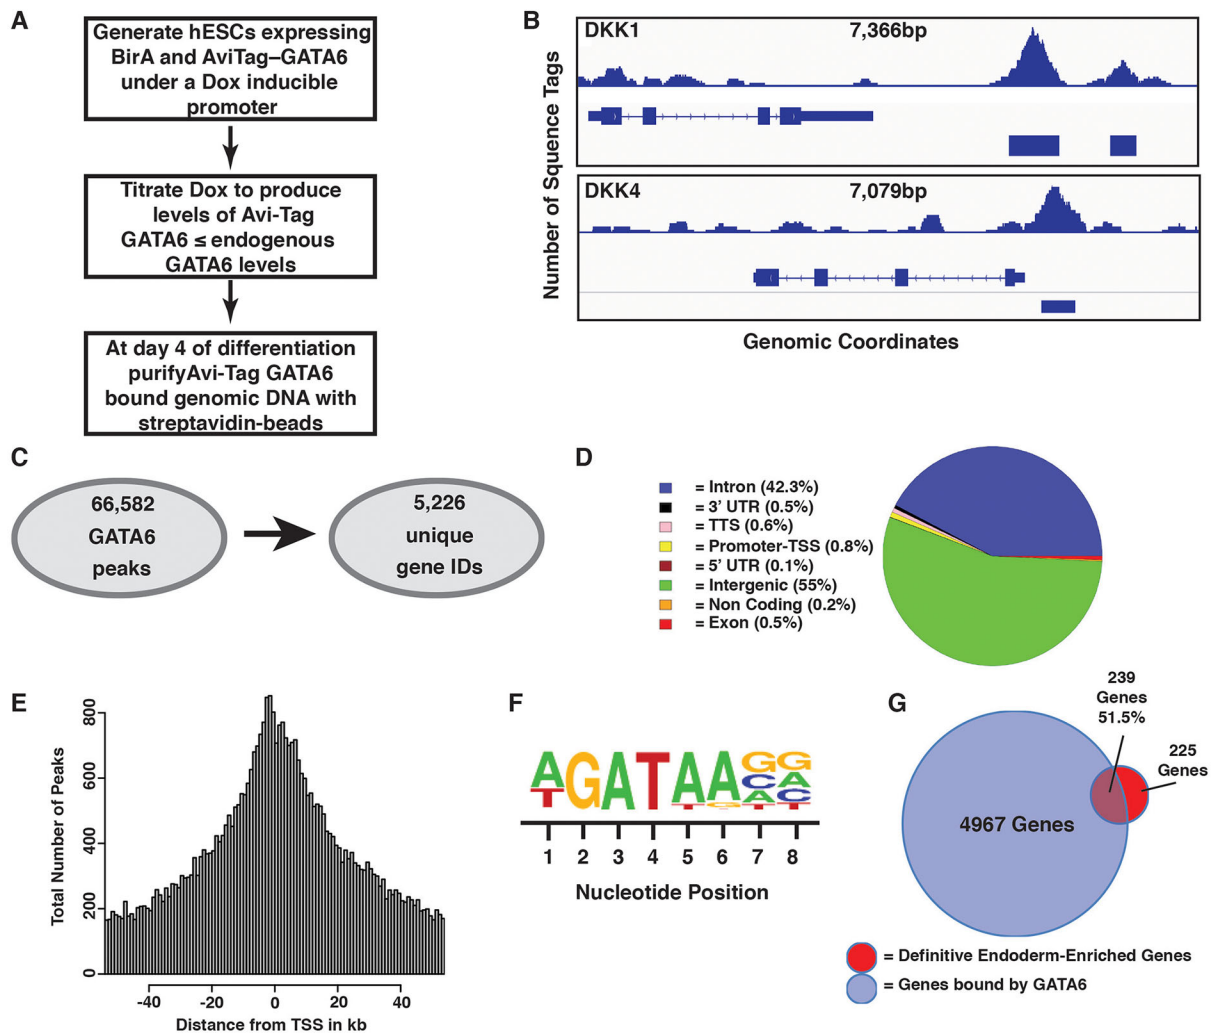 A
Generate hESCs expressing
BirA and AviTag–GATA6
under a Dox inducible
promoter
Titrate Dox to produce
levels of Avi-Tag
GATA6 ≤ endogenous
GATA6 levels
At day 4 of differentiation
purifyAvi-Tag GATA6
bound genomic DNA with
streptavidin-beads
B
Number of Squence Tags
DKK1
7,366bp
DKK4
7,079bp
Genomic Coordinates
C
66,582
GATA6
peaks
5,226
unique
gene IDs
D
= Intron (42.3%)
= 3' UTR (0.5%)
= TTS (0.6%)
= Promoter-TSS (0.8%)
= 5' UTR (0.1%)
= Intergenic (55%)
= Non Coding (0.2%)
= Exon (0.5%)
E
Total Number of Peaks
800
600
400
200
0
-40 -20 0 20 40
Distance from TSS in kb
F
A G A T A A G G
T T G C A
A C
T T
1 2 3 4 5 6 7 8
Nucleotide Position
G
239
Genes
51.5%
225
Genes
4967 Genes
= Definitive Endoderm-Enriched Genes
= Genes bound by GATA6